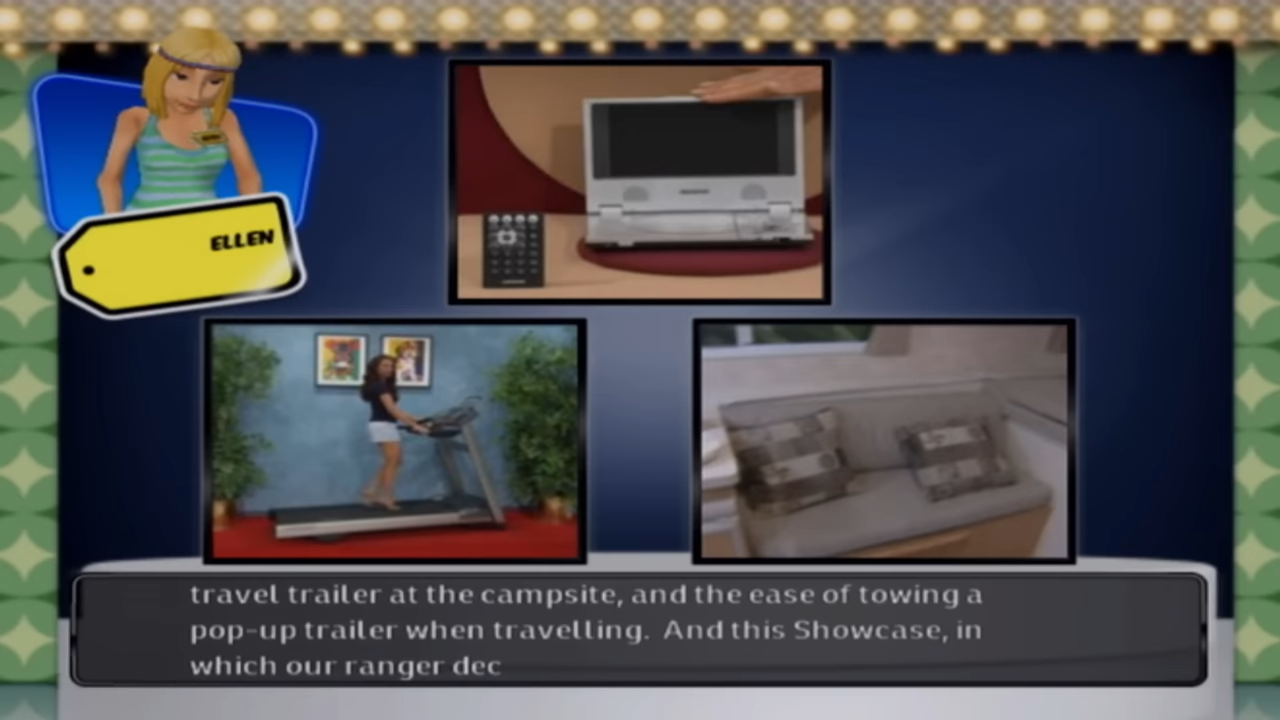 ELLEN
travel trailer at the campsite, and the ease of towing a
pop-up trailer when travelling. And this Showcase, in
which our ranger dec